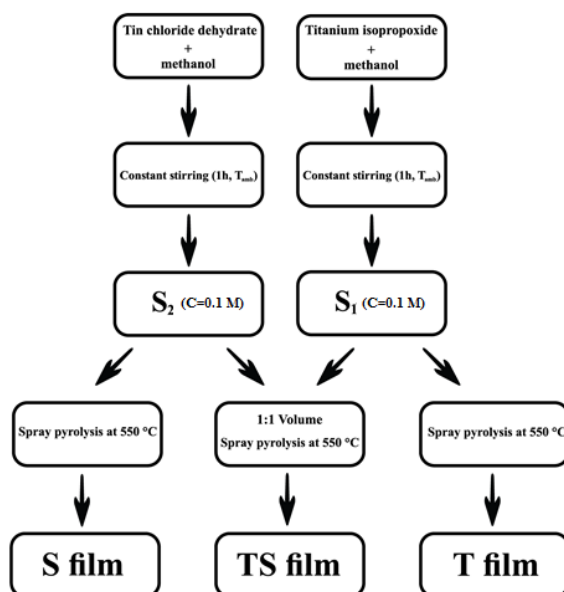 Tin chloride dehydrate
+
methanol
Titanium isopropoxide
+
methanol
Constant stirring (1h, Tamb)
Constant stirring (1h, Tamb)
S2 (C=0.1 M)
S1 (C=0.1 M)
Spray pyrolysis at 550 °C
1:1 Volume
Spray pyrolysis at 550 °C
Spray pyrolysis at 550 °C
S film
TS film
T film